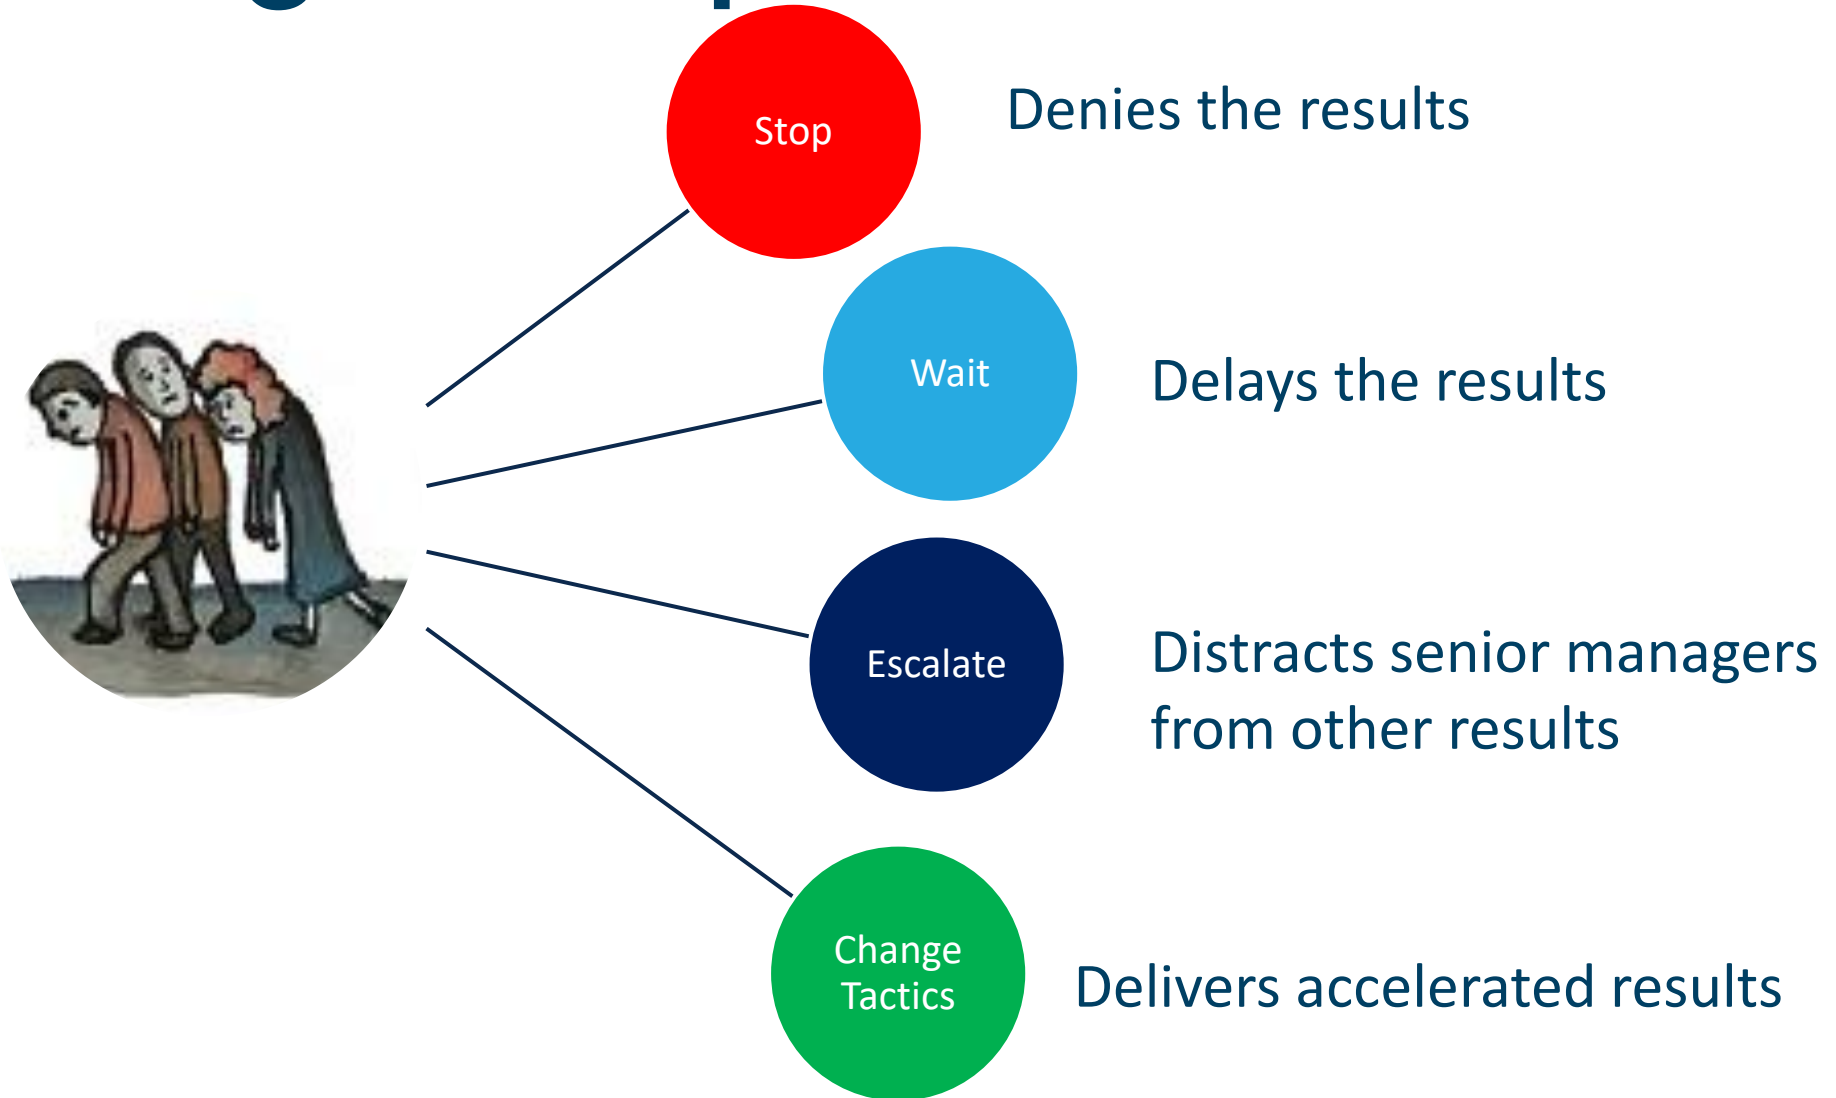 Stop
Denies the results
Wait
Delays the results
Escalate
Distracts senior managers
from other results
Change
Tactics
Delivers accelerated results